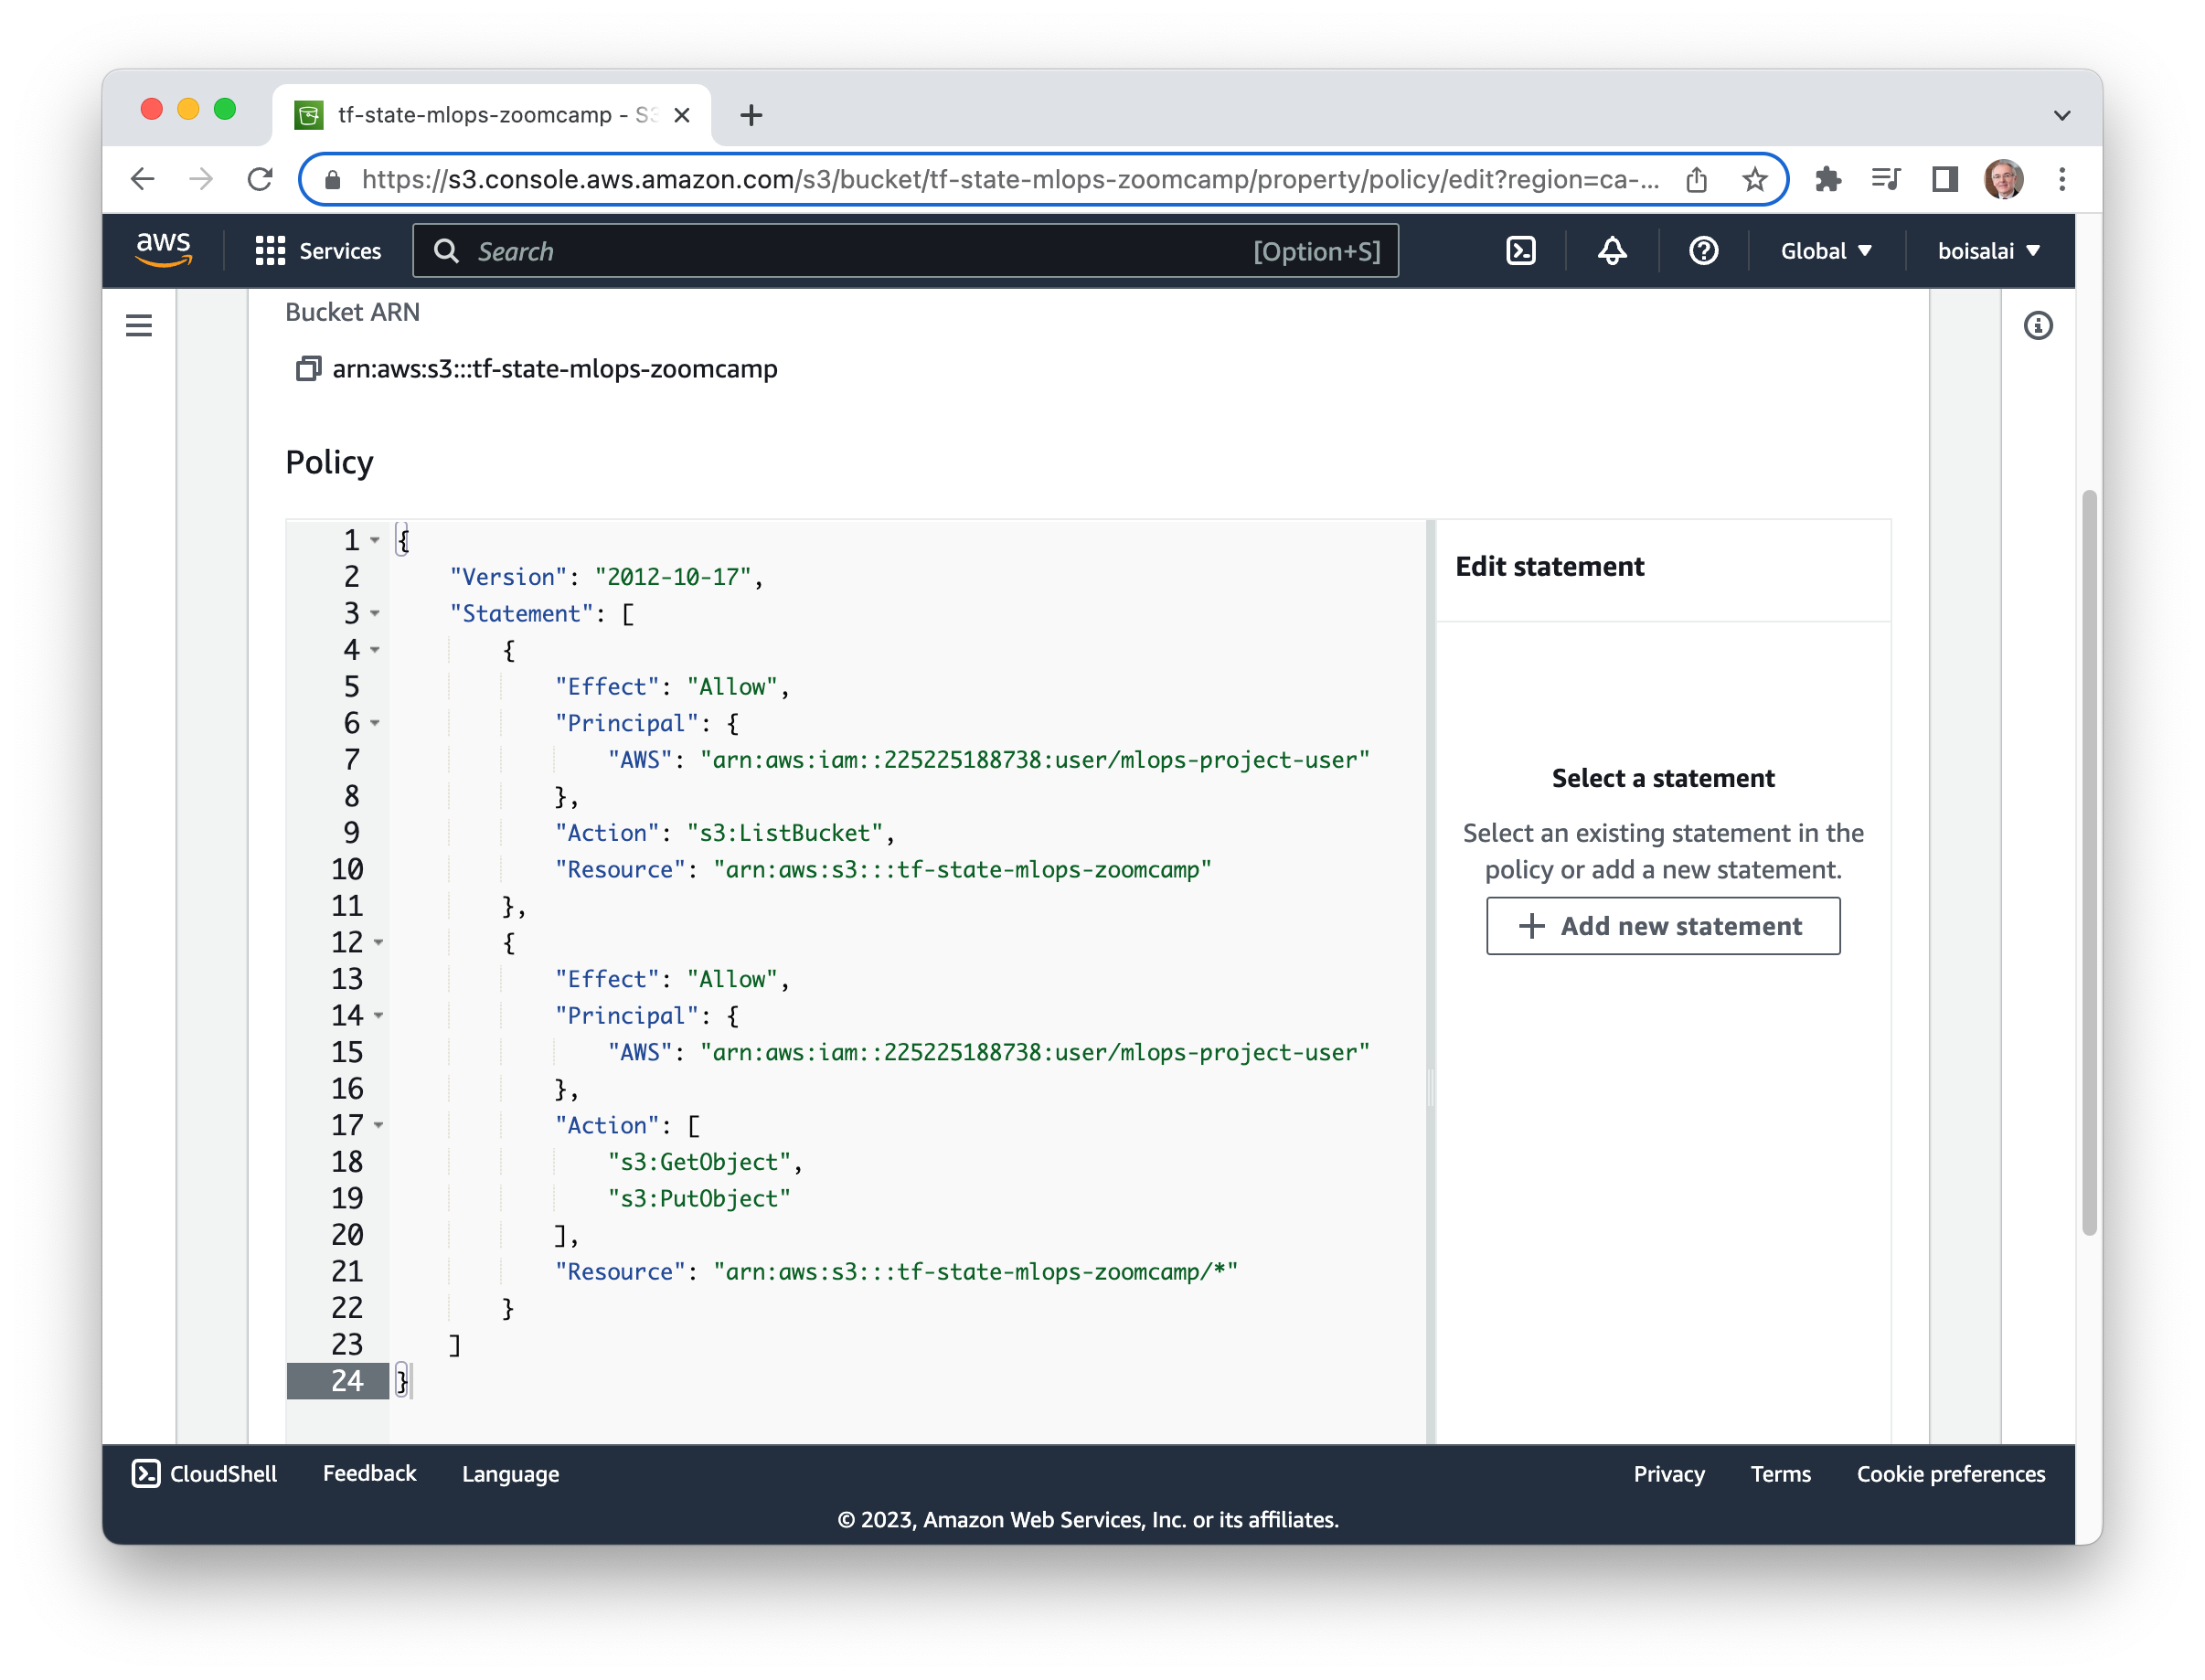 tf-state-mlops-zoomcamp - S3
https://s3.console.aws.amazon.com/s3/bucket/tf-state-mlops-zoomcamp/property/policy/edit?region=ca-...
aws Services Search [Option+S] Global boisalai
Bucket ARN
arn:aws:s3:::tf-state-mlops-zoomcamp
Policy
1 {
2 "Version": "2012-10-17",
3 "Statement": [
4 {
5 "Effect": "Allow",
6 "Principal": {
7 "AWS": "arn:aws:iam::225225188738:user/mlops-project-user"
8 },
9 "Action": "s3:ListBucket",
10 "Resource": "arn:aws:s3:::tf-state-mlops-zoomcamp"
11 },
12 {
13 "Effect": "Allow",
14 "Principal": {
15 "AWS": "arn:aws:iam::225225188738:user/mlops-project-user"
16 },
17 "Action": [
18 "s3:GetObject",
19 "s3:PutObject"
20 ],
21 "Resource": "arn:aws:s3:::tf-state-mlops-zoomcamp/*"
22 }
23 ]
24 }
Edit statement
Select a statement
Select an existing statement in the
policy or add a new statement.
Add new statement
CloudShell Feedback Language Privacy Terms Cookie preferences
© 2023, Amazon Web Services, Inc. or its affiliates.